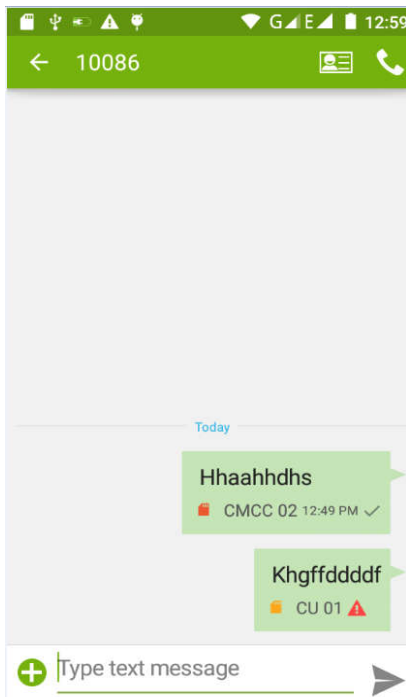 G E 12:59
10086
Today
Hhaahhdhs
CMCC 02 12:49 PM
Khgffddddf
CU 01
Type text message